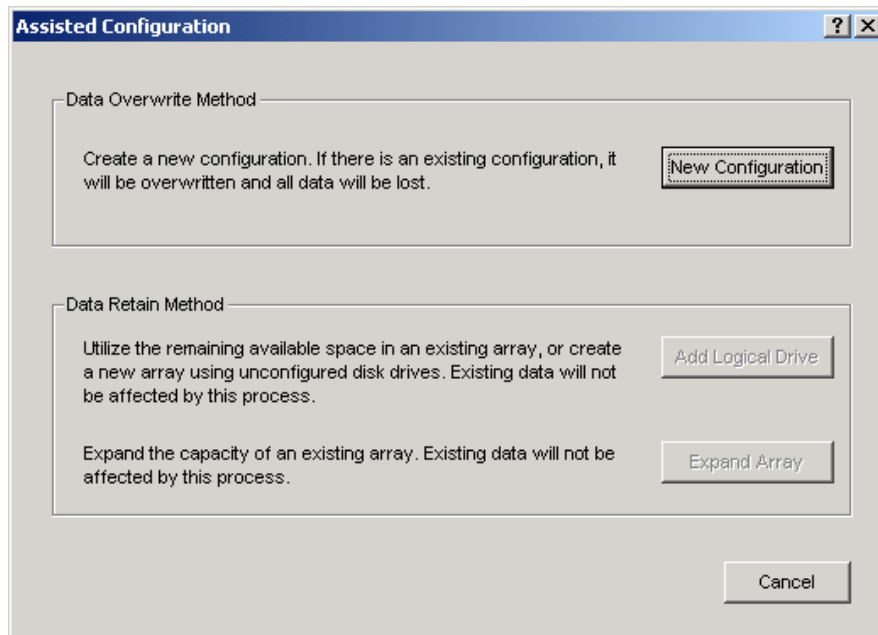 Assisted Configuration
Data Overwrite Method
Create a new configuration. If there is an existing configuration, it
will be overwritten and all data will be lost.
New Configuration
Data Retain Method
Utilize the remaining available space in an existing array, or create
a new array using unconfigured disk drives. Existing data will not
be affected by this process.
Add Logical Drive
Expand the capacity of an existing array. Existing data will not be
affected by this process.
Expand Array
Cancel